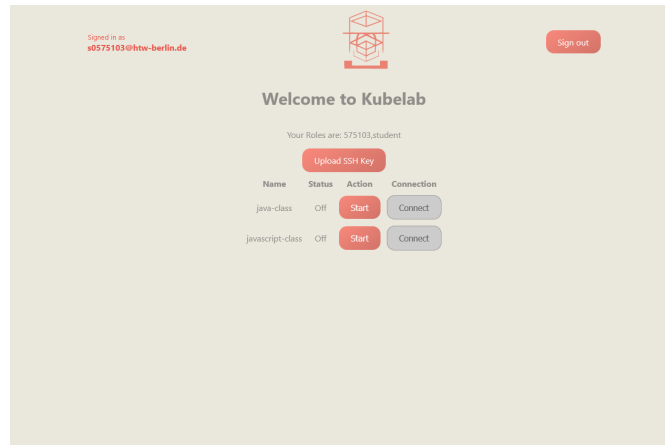 Signed in as
s0575103@htw-berlin.de
Sign out
Welcome to Kubelab
Your Roles are: 575103,student
Upload SSH Key
Name Status Action Connection
java-class Off Start Connect
javascript-class Off Start Connect